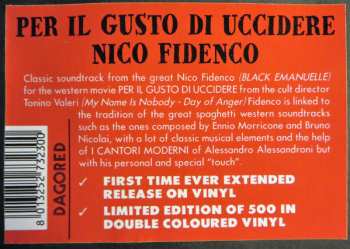 PER IL GUSTO DI UCCIDERE
NICO FIDENCO
Classic soundtrack from the great Nico Fidenco (BLACK EMANUELLE)
for the western movie PER IL GUSTO DI UCCIDERE from the cult director
Tonino Valeri (My Name Is Nobody - Day of Anger) Fidenco is linked to
the tradition of the great spaghetti western soundtracks
such as the ones composed by Ennio Morricone and Bruno
Nicolai, with a lot of classic musical elements and the help
of I CANTORI MODERNI of Alessandro Alessandroni but
with his personal and special "touch".
✓ FIRST TIME EVER EXTENDED
RELEASE ON VINYL
✓ LIMITED EDITION OF 500 IN
DOUBLE COLOURED VINYL
8013252732300
DAGORED